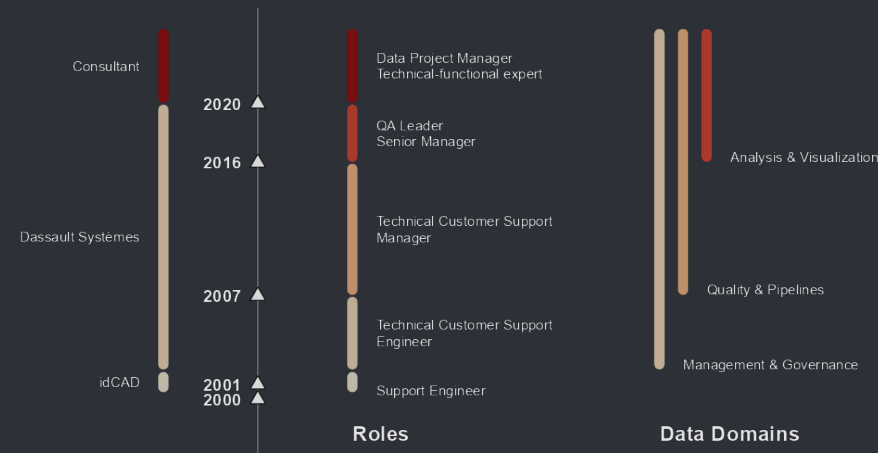 Consultant
Data Project Manager
Technical-functional expert
2020
QA Leader
Senior Manager
2016
Analysis & Visualization
Dassault Systèmes
Technical Customer Support
Manager
2007
Quality & Pipelines
Technical Customer Support
Engineer
Management & Governance
idCAD
2001
Support Engineer
2000
Roles
Data Domains